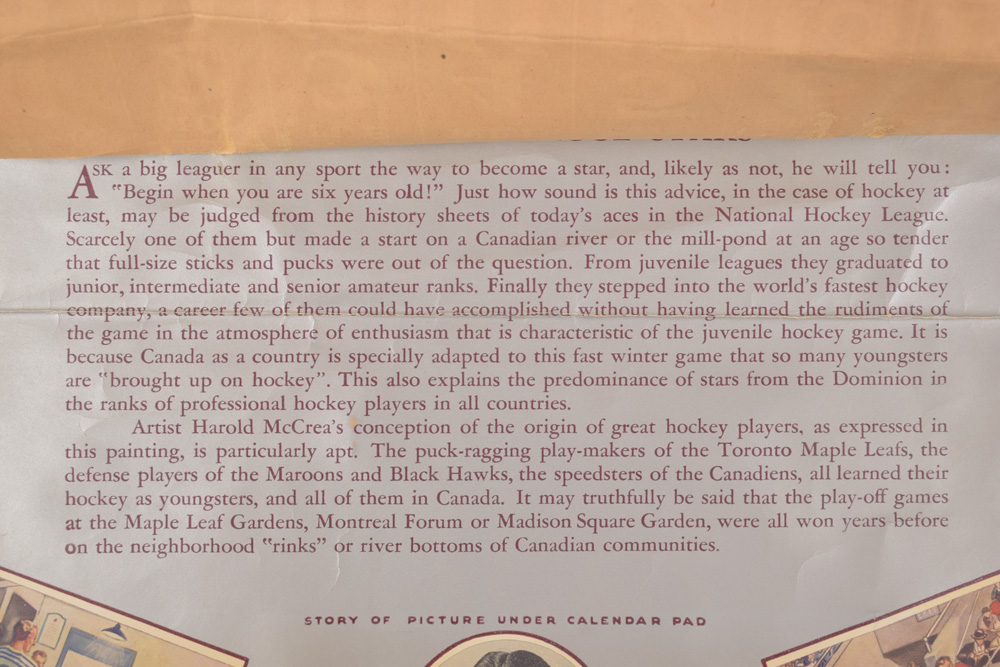 ASK a big leaguer in any sport the way to become a star, and, likely as not, he will tell you:
"Begin when you are six years old!" Just how sound is this advice, in the case of hockey at
least, may be judged from the history sheets of today's aces in the National Hockey League.
Scarcely one of them but made a start on a Canadian river or the mill-pond at an age so tender
that full-size sticks and pucks were out of the question. From juvenile leagues they graduated to
junior, intermediate and senior amateur ranks. Finally they stepped into the world's fastest hockey
company, a career few of them could have accomplished without having learned the rudiments of
the game in the atmosphere of enthusiasm that is characteristic of the juvenile hockey game. It is
because Canada as a country is specially adapted to this fast winter game that so many youngsters
are "brought up on hockey". This also explains the predominance of stars from the Dominion in
the ranks of professional hockey players in all countries.
Artist Harold McCrea's conception of the origin of great hockey players, as expressed in
this painting, is particularly apt. The puck-ragging play-makers of the Toronto Maple Leafs, the
defense players of the Maroons and Black Hawks, the speedsters of the Canadiens, all learned their
hockey as youngsters, and all of them in Canada. It may truthfully be said that the play-off games
at the Maple Leaf Gardens, Montreal Forum or Madison Square Garden, were all won years before
on the neighborhood "rinks" or river bottoms of Canadian communities.
STORY OF PICTURE UNDER CALENDAR PAD